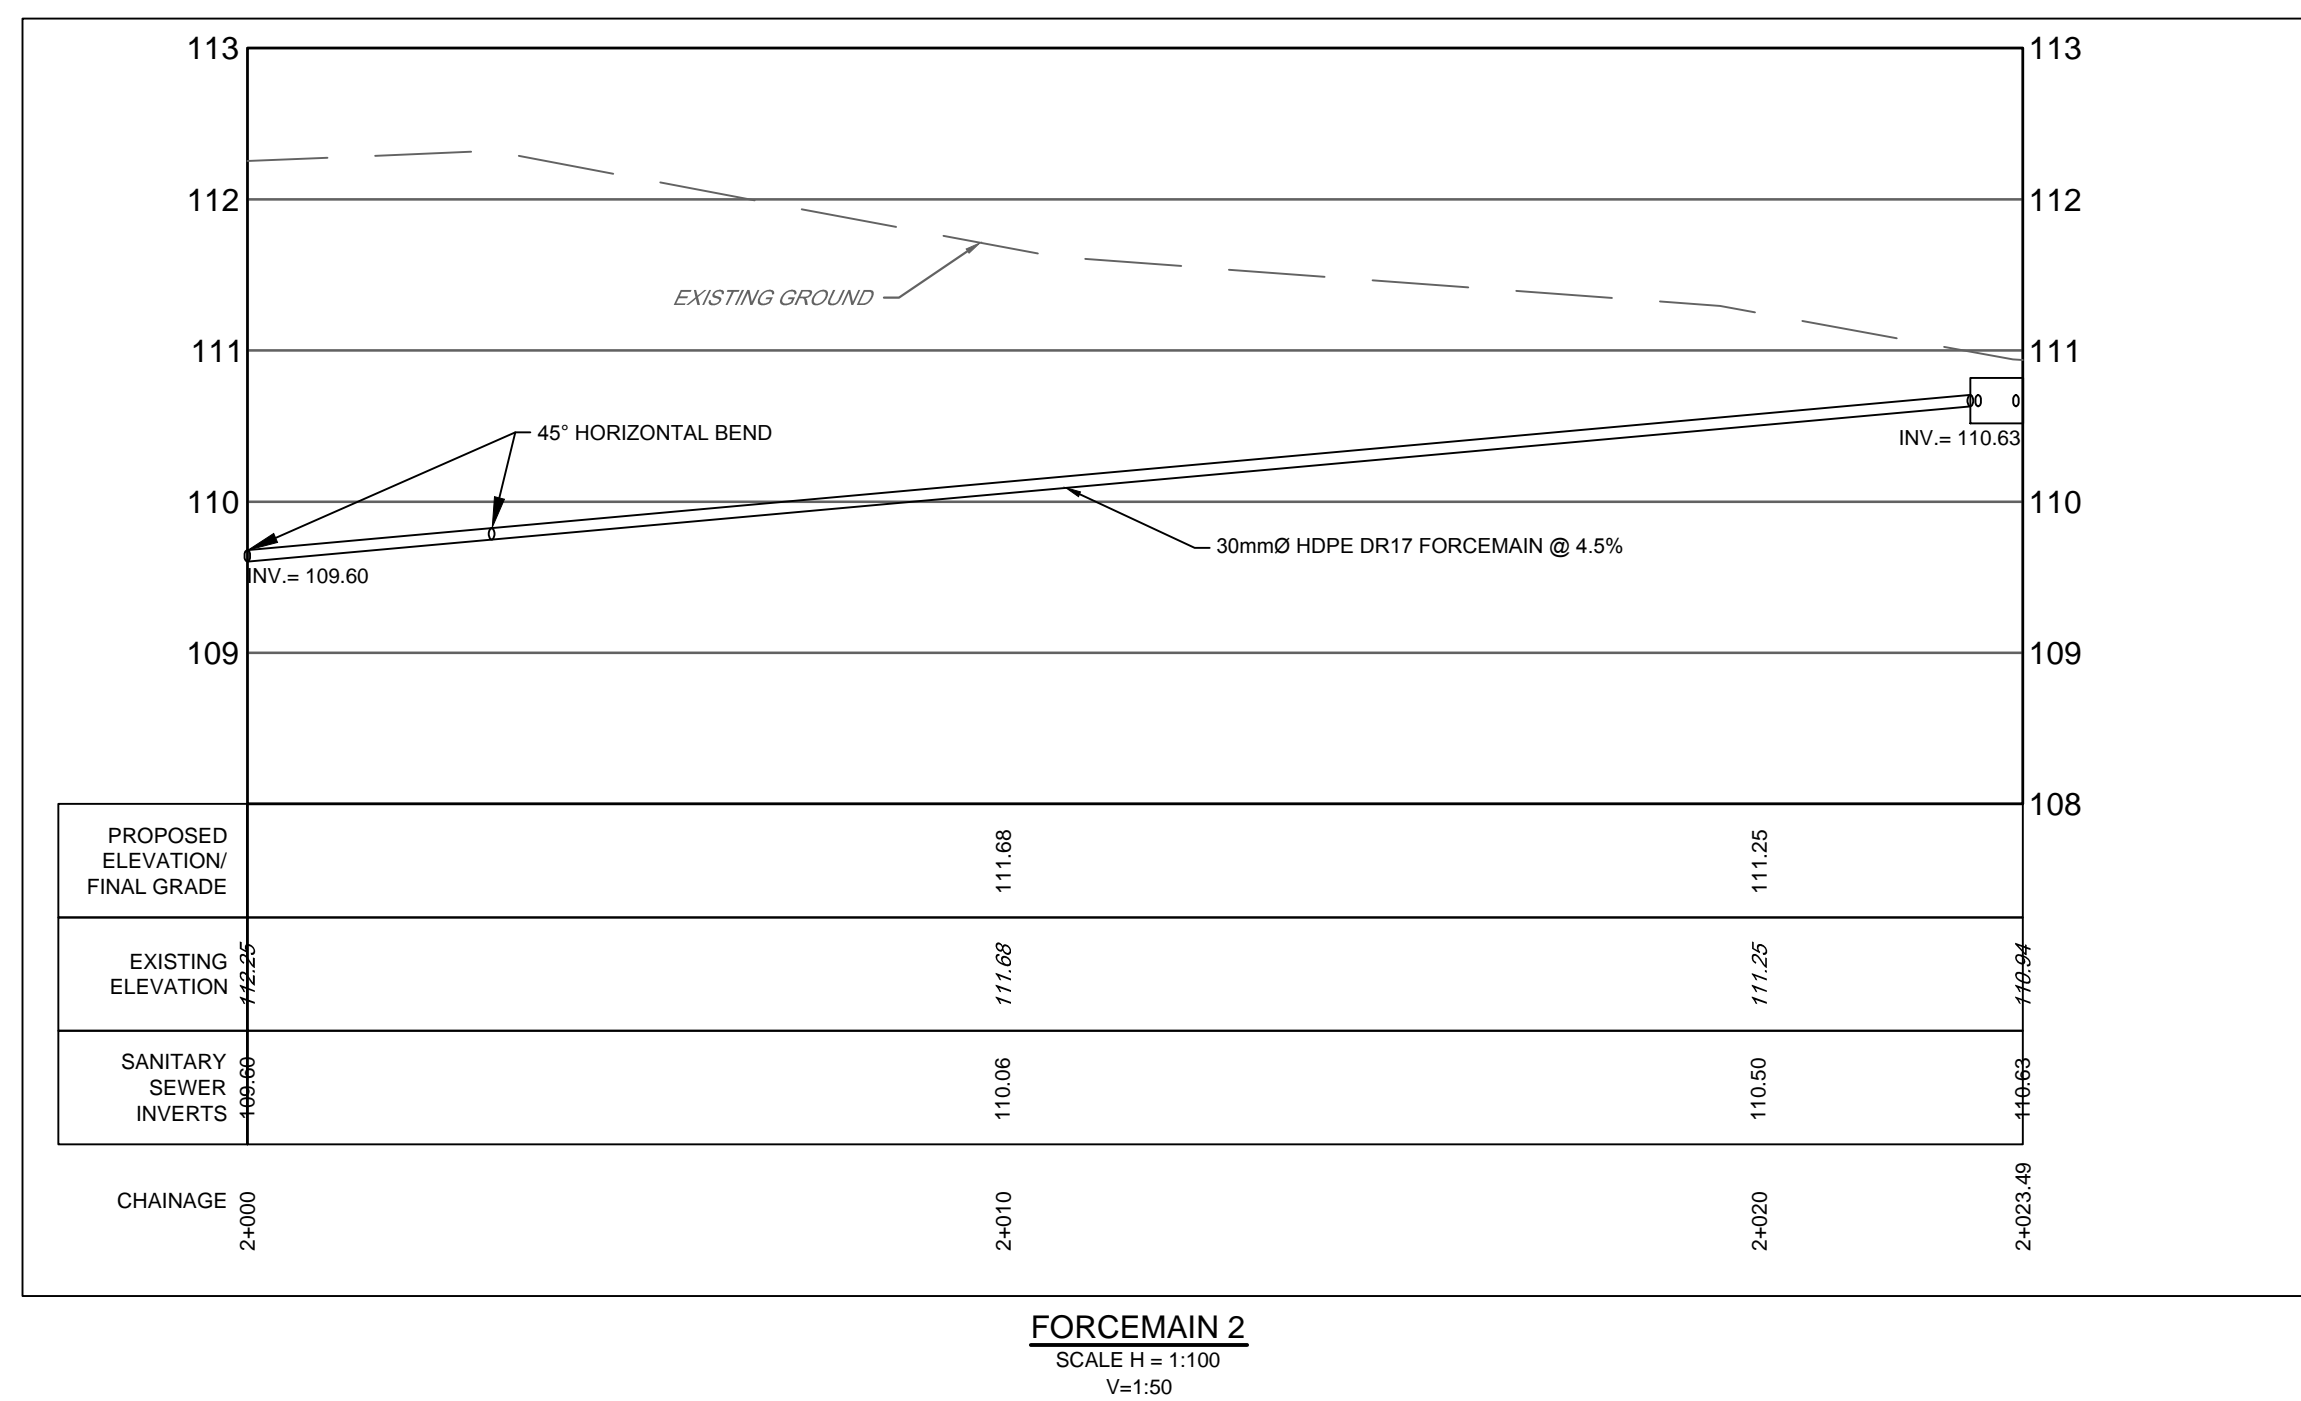 113
113
112
112
EXISTING GROUND
111
111
45° HORIZONTAL BEND
INV.= 110.63
110
110
30mmØ HDPE DR17 FORCEMAIN @ 4.5%
INV.= 109.60
109
109
108
PROPOSED
ELEVATION/
FINAL GRADE
111.68
111.25
EXISTING
ELEVATION
112.25
111.68
111.25
110.94
SANITARY
SEWER
INVERTS
109.60
110.06
110.50
110.63
CHAINAGE
2+000
2+010
2+020
2+023.49
FORCEMAIN 2
SCALE H = 1:100
V=1:50